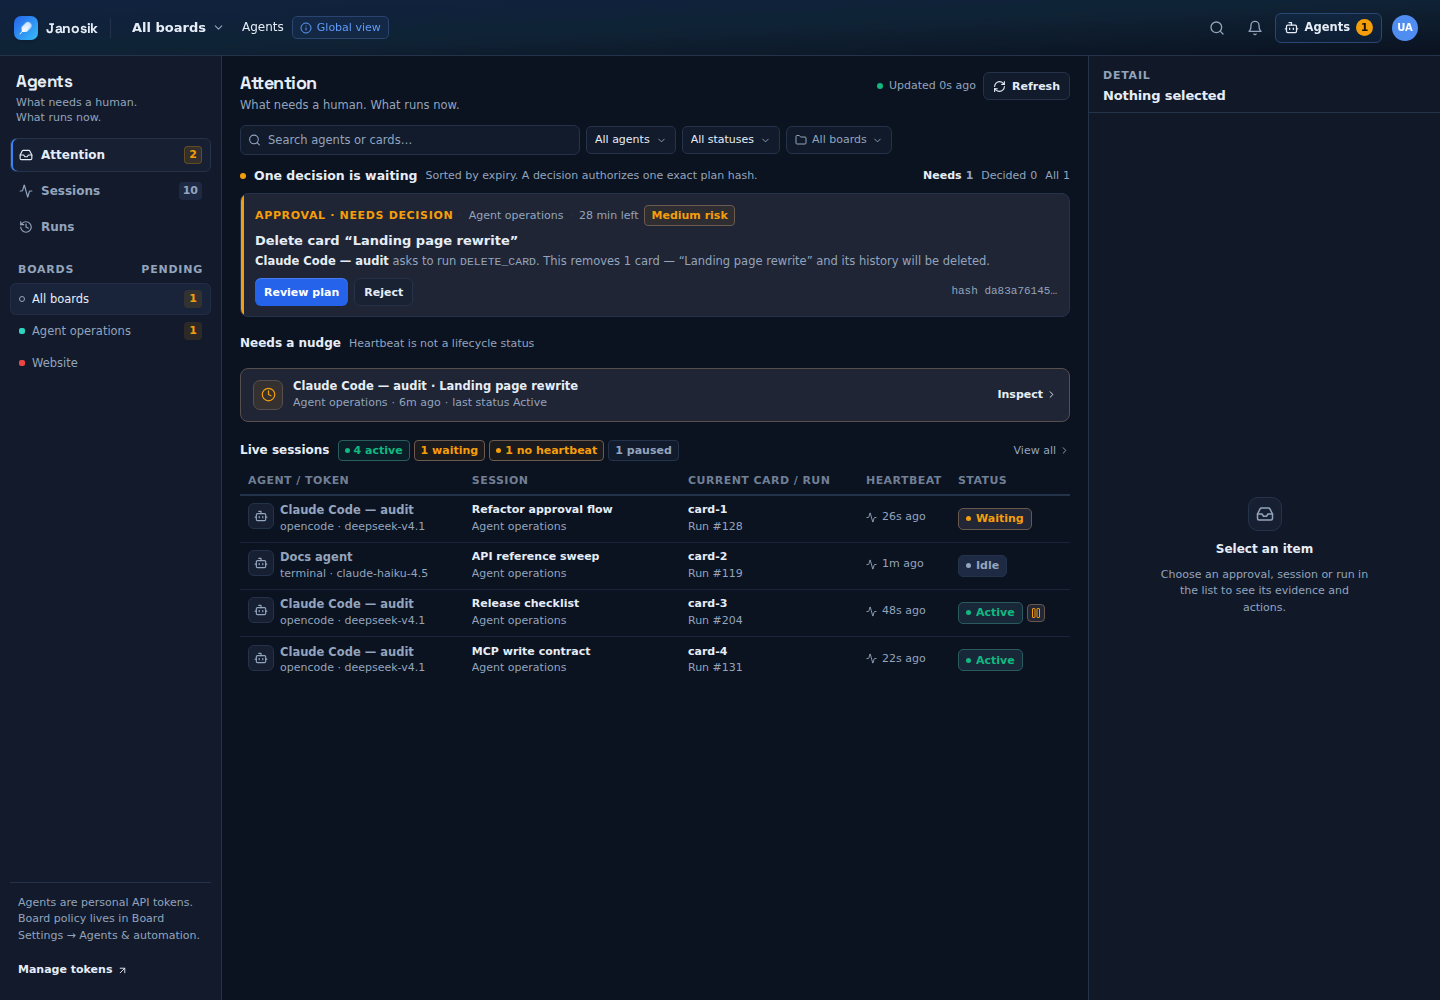 Janosik
All boards
Agents
Global view
Agents 1
UA
Agents
What needs a human.
What runs now.
Attention 2
Sessions 10
Runs
BOARDS PENDING
All boards 1
Agent operations 1
Website
Agents are personal API tokens.
Board policy lives in Board
Settings → Agents & automation.
Manage tokens
Attention
What needs a human. What runs now.
Updated 0s ago
Refresh
Search agents or cards…
All agents
All statuses
All boards
One decision is waiting Sorted by expiry. A decision authorizes one exact plan hash.
Needs 1 Decided 0 All 1
APPROVAL · NEEDS DECISION Agent operations 28 min left Medium risk
Delete card “Landing page rewrite”
Claude Code — audit asks to run DELETE_CARD. This removes 1 card — “Landing page rewrite” and its history will be deleted.
Review plan Reject hash da83a76145…
Needs a nudge Heartbeat is not a lifecycle status
Claude Code — audit · Landing page rewrite
Agent operations · 6m ago · last status Active
Inspect
Live sessions 4 active 1 waiting 1 no heartbeat 1 paused View all
AGENT / TOKEN SESSION CURRENT CARD / RUN HEARTBEAT STATUS
Claude Code — audit Refactor approval flow card-1 26s ago Waiting
opencode · deepseek-v4.1 Agent operations Run #128
Docs agent API reference sweep card-2 1m ago Idle
terminal · claude-haiku-4.5 Agent operations Run #119
Claude Code — audit Release checklist card-3 48s ago Active
opencode · deepseek-v4.1 Agent operations Run #204
Claude Code — audit MCP write contract card-4 22s ago Active
opencode · deepseek-v4.1 Agent operations Run #131
DETAIL
Nothing selected
Select an item
Choose an approval, session or run in
the list to see its evidence and
actions.